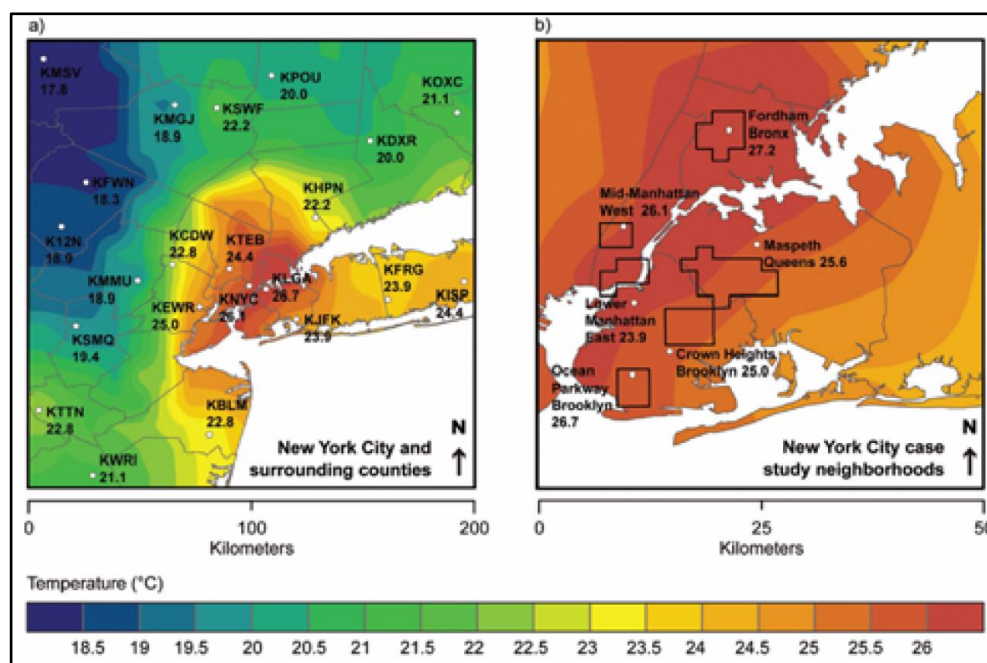 a)
KMSV
17.8
KPOU
20.0
KOXC
21.1
KMGJ
18.9
KSWF
22.2
KDXR
20.0
KFWN
18.3
KHPN
22.2
K12N
18.9
KCDW
22.8
KTEB
24.4
KMMU
18.9
KLGA
26.7
KFRG
23.9
KNYC
26.1
KISP
24.4
KEWR
25.0
KJFK
23.9
KSMQ
19.4
KTTN
22.8
KBLM
22.8
KWRI
21.1
N
New York City and
surrounding counties
0 100 200
Kilometers
b)
Fordham
Bronx
27.2
Mid-Manhattan
West 26.1
Maspeth
Queens 25.6
Lower
Manhattan
East 23.9
Crown Heights
Brooklyn 25.0
Ocean
Parkway
Brooklyn
26.7
N
New York City case
study neighborhoods
0 25 50
Kilometers
Temperature (°C)
18.5 19 19.5 20 20.5 21 21.5 22 22.5 23 23.5 24 24.5 25 25.5 26